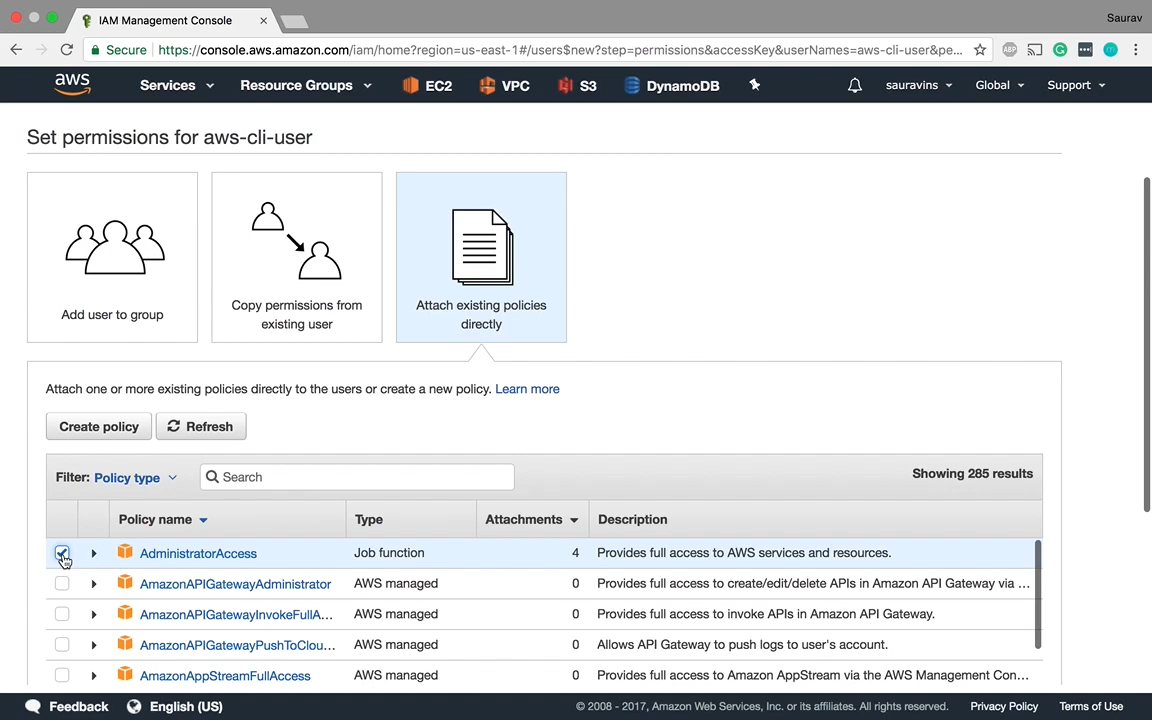 IAM Management Console
Saurav
Secure https://console.aws.amazon.com/iam/home?region=us-east-1#/users$new?step=permissions&accessKey&userNames=aws-cli-user&pe...
ABP
aws Services Resource Groups EC2 VPC S3 DynamoDB sauravins Global Support
Set permissions for aws-cli-user
Add user to group
Copy permissions from
existing user
Attach existing policies
directly
Attach one or more existing policies directly to the users or create a new policy. Learn more
Create policy Refresh
Filter: Policy type Search Showing 285 results
Policy name Type Attachments Description
AdministratorAccess Job function 4 Provides full access to AWS services and resources.
AmazonAPIGatewayAdministrator AWS managed 0 Provides full access to create/edit/delete APIs in Amazon API Gateway via ...
AmazonAPIGatewayInvokeFullA... AWS managed 0 Provides full access to invoke APIs in Amazon API Gateway.
AmazonAPIGatewayPushToClou... AWS managed 0 Allows API Gateway to push logs to user's account.
AmazonAppStreamFullAccess AWS managed 0 Provides full access to Amazon AppStream via the AWS Management Con...
Feedback English (US) © 2008 - 2017, Amazon Web Services, Inc. or its affiliates. All rights reserved. Privacy Policy Terms of Use